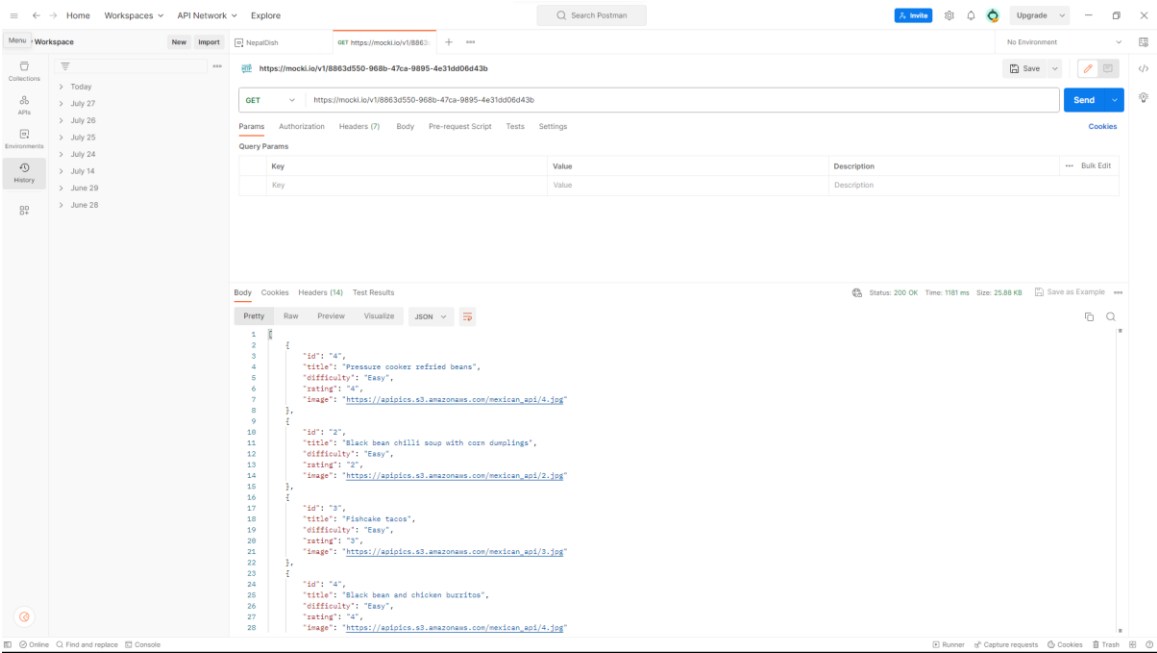 Home Workspaces API Network Explore Search Postman Invite Upgrade
Menu Workspace New Import NepalDish GET https://mocki.io/v1/8863 No Environment
Collections
APIs
Environments
History
Today
July 27
July 26
July 25
July 24
July 14
June 29
June 28
https://mocki.io/v1/8863d550-968b-47ca-9895-4e31dd06d43b Save
GET https://mocki.io/v1/8863d550-968b-47ca-9895-4e31dd06d43b Send
Params Authorization Headers (7) Body Pre-request Script Tests Settings Cookies
Query Params
Key Value Description Bulk Edit
Key Value Description
Body Cookies Headers (14) Test Results Status: 200 OK Time: 1181 ms Size: 25.88 KB Save as Example
Pretty Raw Preview Visualize JSON
1 [
2 {
3 "id": "4",
4 "title": "Pressure cooker refried beans",
5 "difficulty": "Easy",
6 "rating": "4",
7 "image": "https://apipics.s3.amazonaws.com/mexican_api/4.jpg"
8 },
9 {
10 "id": "2",
11 "title": "Black bean chilli soup with corn dumplings",
12 "difficulty": "Easy",
13 "rating": "2",
14 "image": "https://apipics.s3.amazonaws.com/mexican_api/2.jpg"
15 },
16 {
17 "id": "3",
18 "title": "Fishcake tacos",
19 "difficulty": "Easy",
20 "rating": "3",
21 "image": "https://apipics.s3.amazonaws.com/mexican_api/3.jpg"
22 },
23 {
24 "id": "4",
25 "title": "Black bean and chicken burritos",
26 "difficulty": "Easy",
27 "rating": "4",
28 "image": "https://apipics.s3.amazonaws.com/mexican_api/4.jpg"
Online Find and replace Console Runner Capture requests Cookies Trash